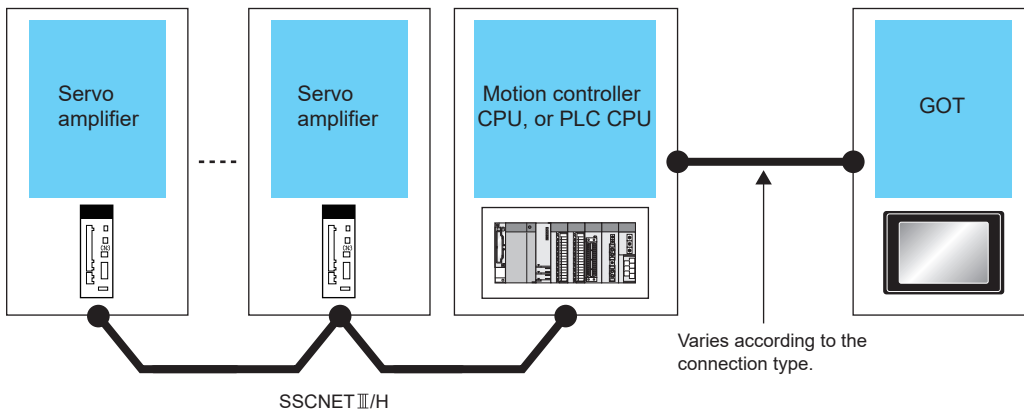 Servo
amplifier
Servo
amplifier
Motion controller
CPU, or PLC CPU
GOT
Varies according to the
connection type.
SSCNETⅢ/H